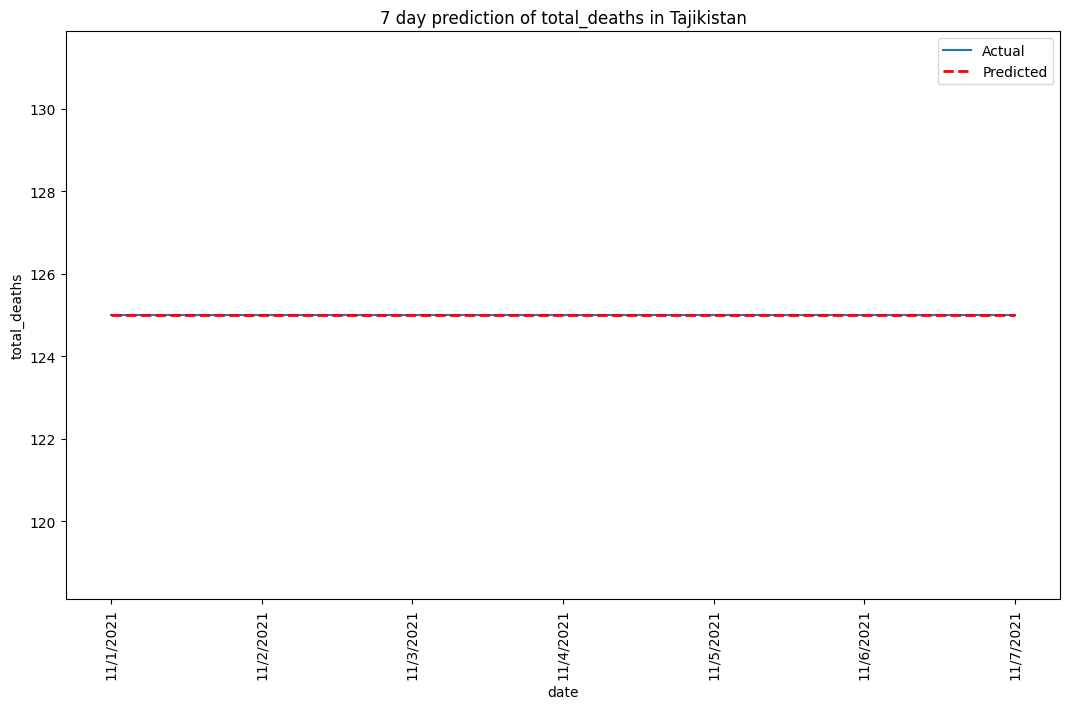 7 day prediction of total_deaths in Tajikistan
Actual
Predicted
130
128
126
124
122
120
total_deaths
11/1/2021
11/2/2021
11/3/2021
11/4/2021
11/5/2021
11/6/2021
11/7/2021
date